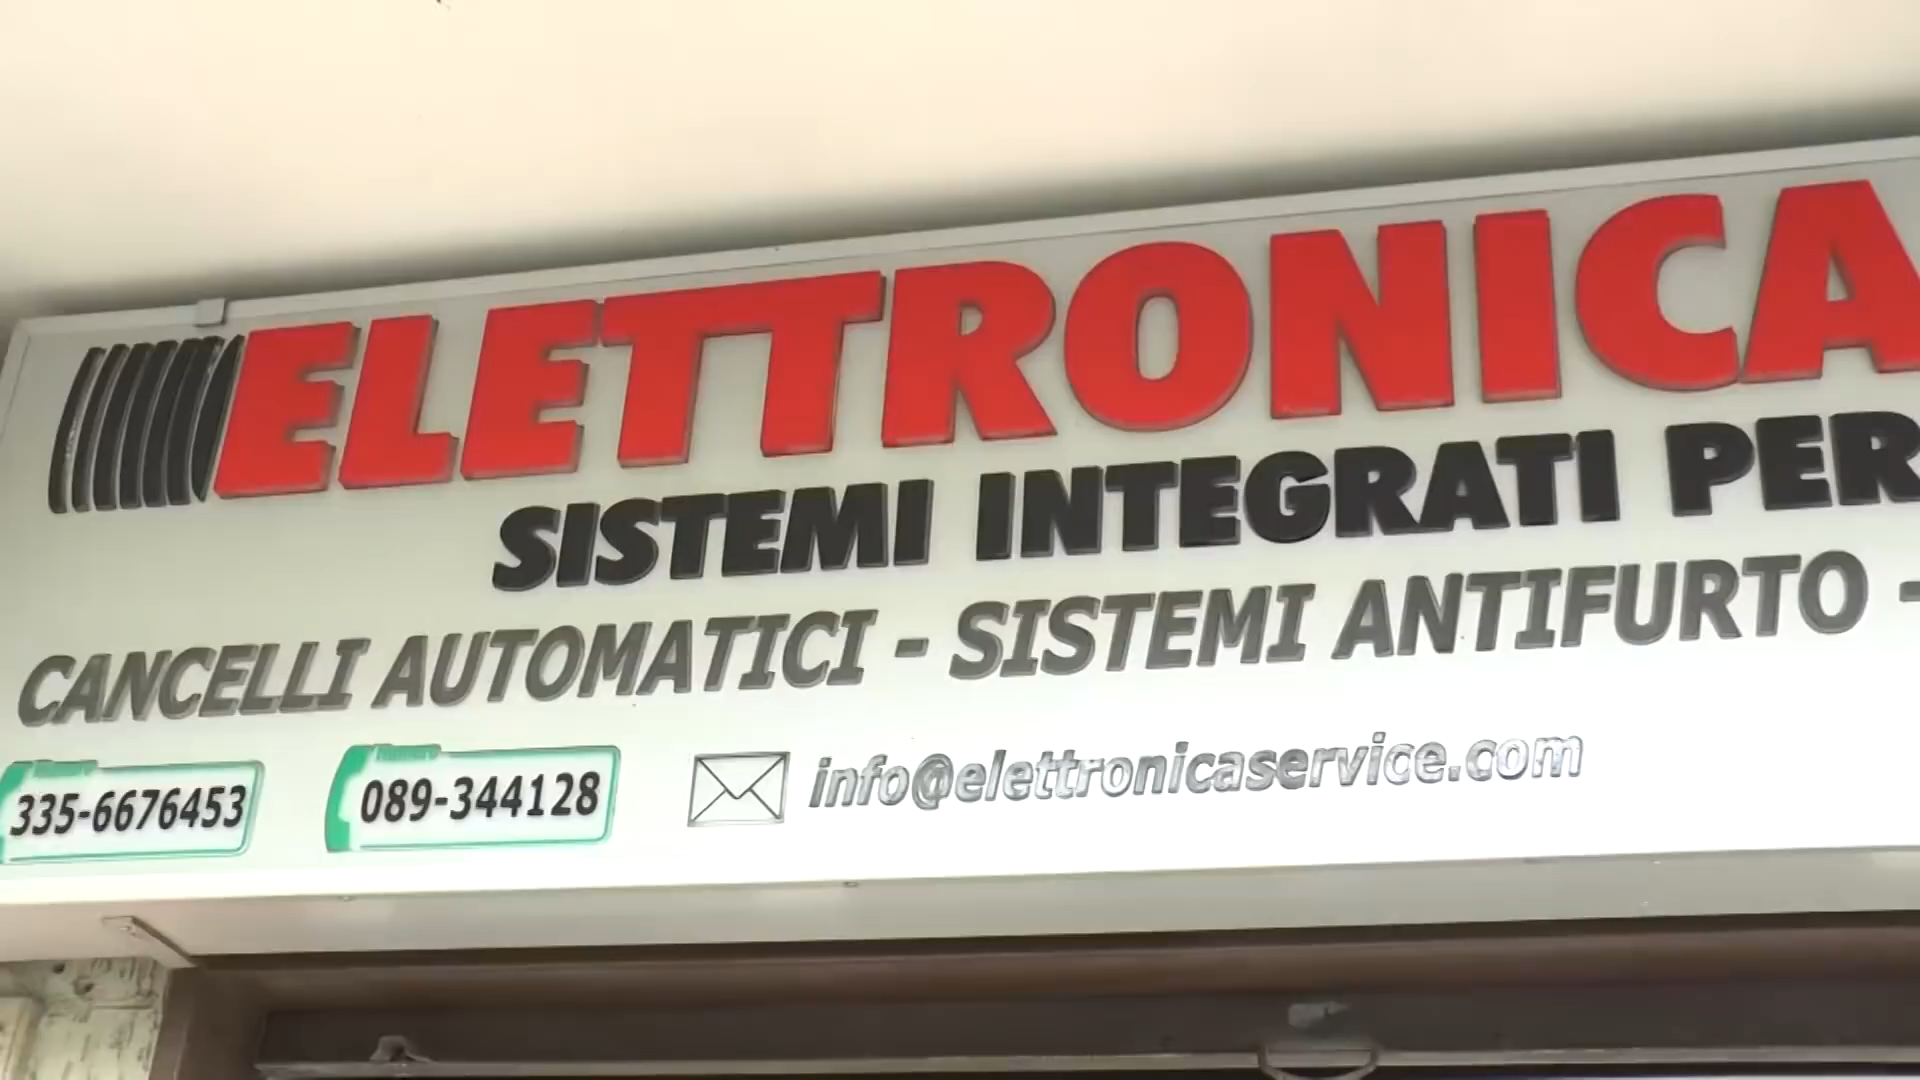 ELETTRONICA
SISTEMI INTEGRATI PER
CANCELLI AUTOMATICI - SISTEMI ANTIFURTO -
335-6676453 089-344128 info@elettronicaservice.com